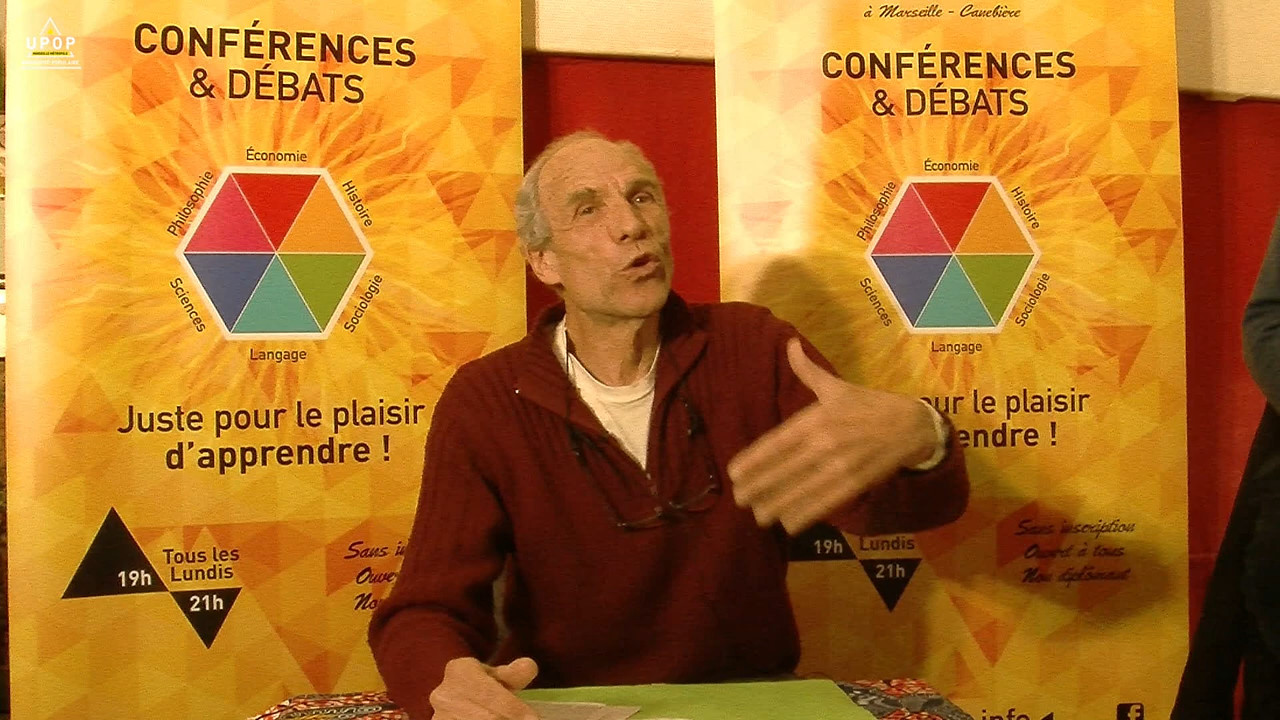 UPOP
CONFÉRENCES
& DÉBATS
Économie
Philosophie
Histoire
Sciences
Sociologie
Langage
Juste pour le plaisir
d'apprendre !
19h
Tous les
Lundis
21h
Sans
à Marseille - Canebière
CONFÉRENCES
& DÉBATS
Économie
Philosophie
Histoire
Sciences
Sociologie
Langage
le plaisir
!
19h
Lundis
21h
Sans inscription
Ouvert à tous
Non diplômant
info
f